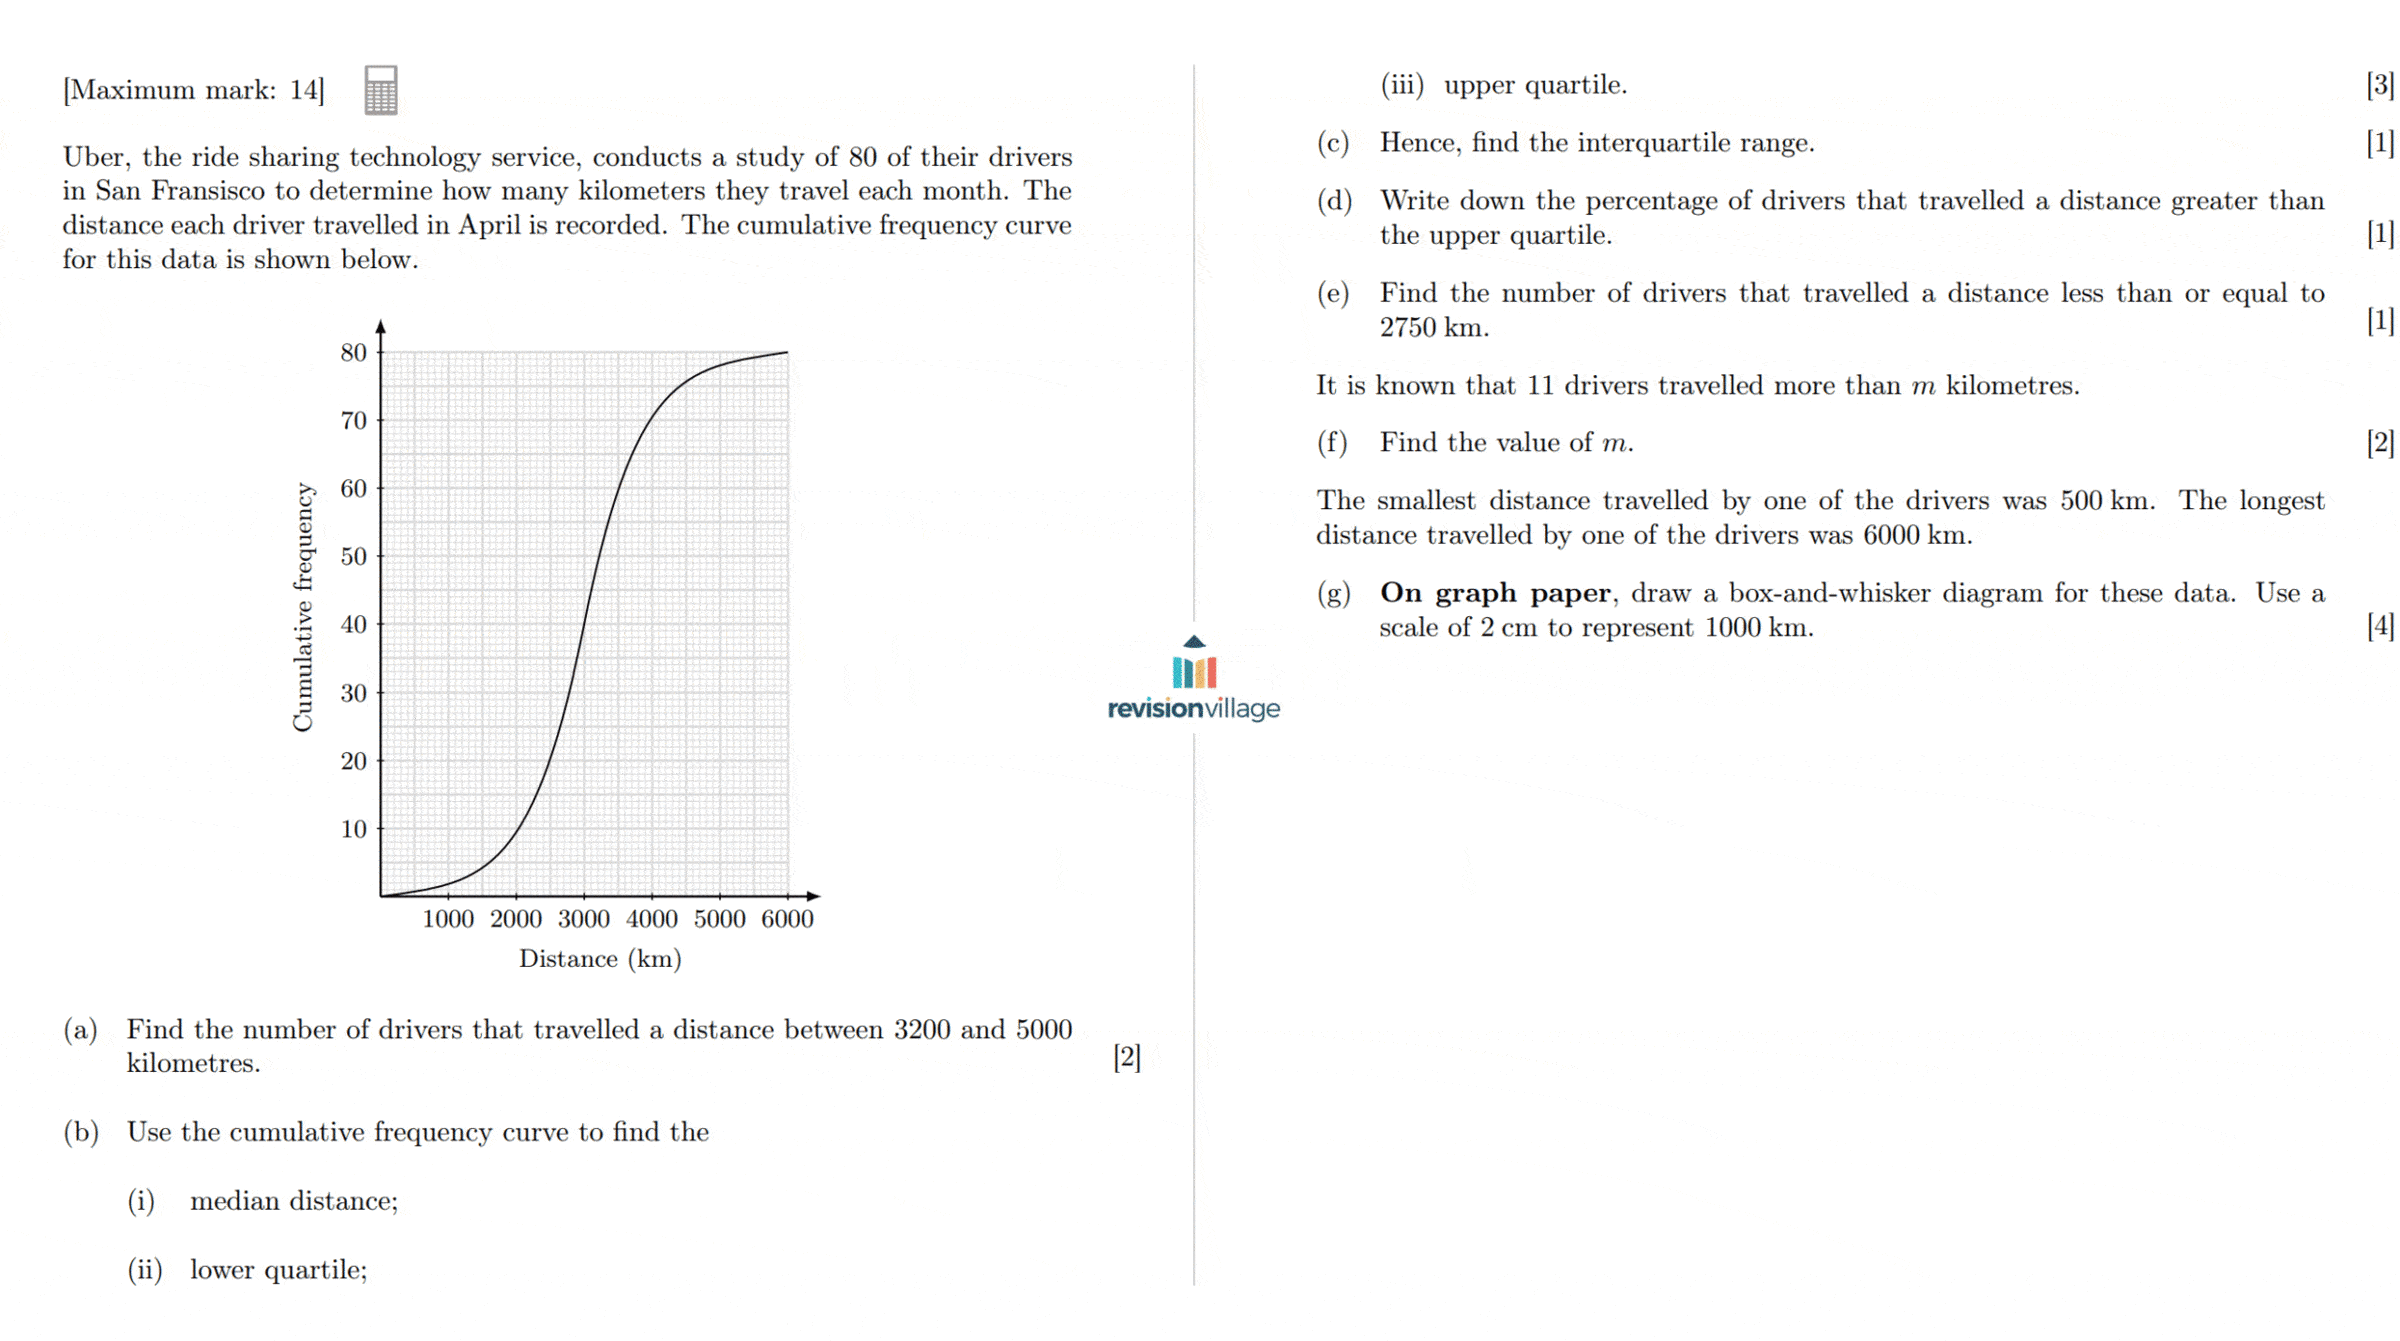 [Maximum mark: 14]
Uber, the ride sharing technology service, conducts a study of 80 of their drivers
in San Fransisco to determine how many kilometers they travel each month. The
distance each driver travelled in April is recorded. The cumulative frequency curve
for this data is shown below.
80
70
60
50
40
30
20
10
Cumulative frequency
1000 2000 3000 4000 5000 6000
Distance (km)
(a) Find the number of drivers that travelled a distance between 3200 and 5000
kilometres. [2]
(b) Use the cumulative frequency curve to find the
(i) median distance;
(ii) lower quartile;
revisionvillage
(iii) upper quartile. [3]
(c) Hence, find the interquartile range. [1]
(d) Write down the percentage of drivers that travelled a distance greater than
the upper quartile. [1]
(e) Find the number of drivers that travelled a distance less than or equal to
2750 km. [1]
It is known that 11 drivers travelled more than m kilometres.
(f) Find the value of m. [2]
The smallest distance travelled by one of the drivers was 500 km. The longest
distance travelled by one of the drivers was 6000 km.
(g) On graph paper, draw a box-and-whisker diagram for these data. Use a
scale of 2 cm to represent 1000 km. [4]